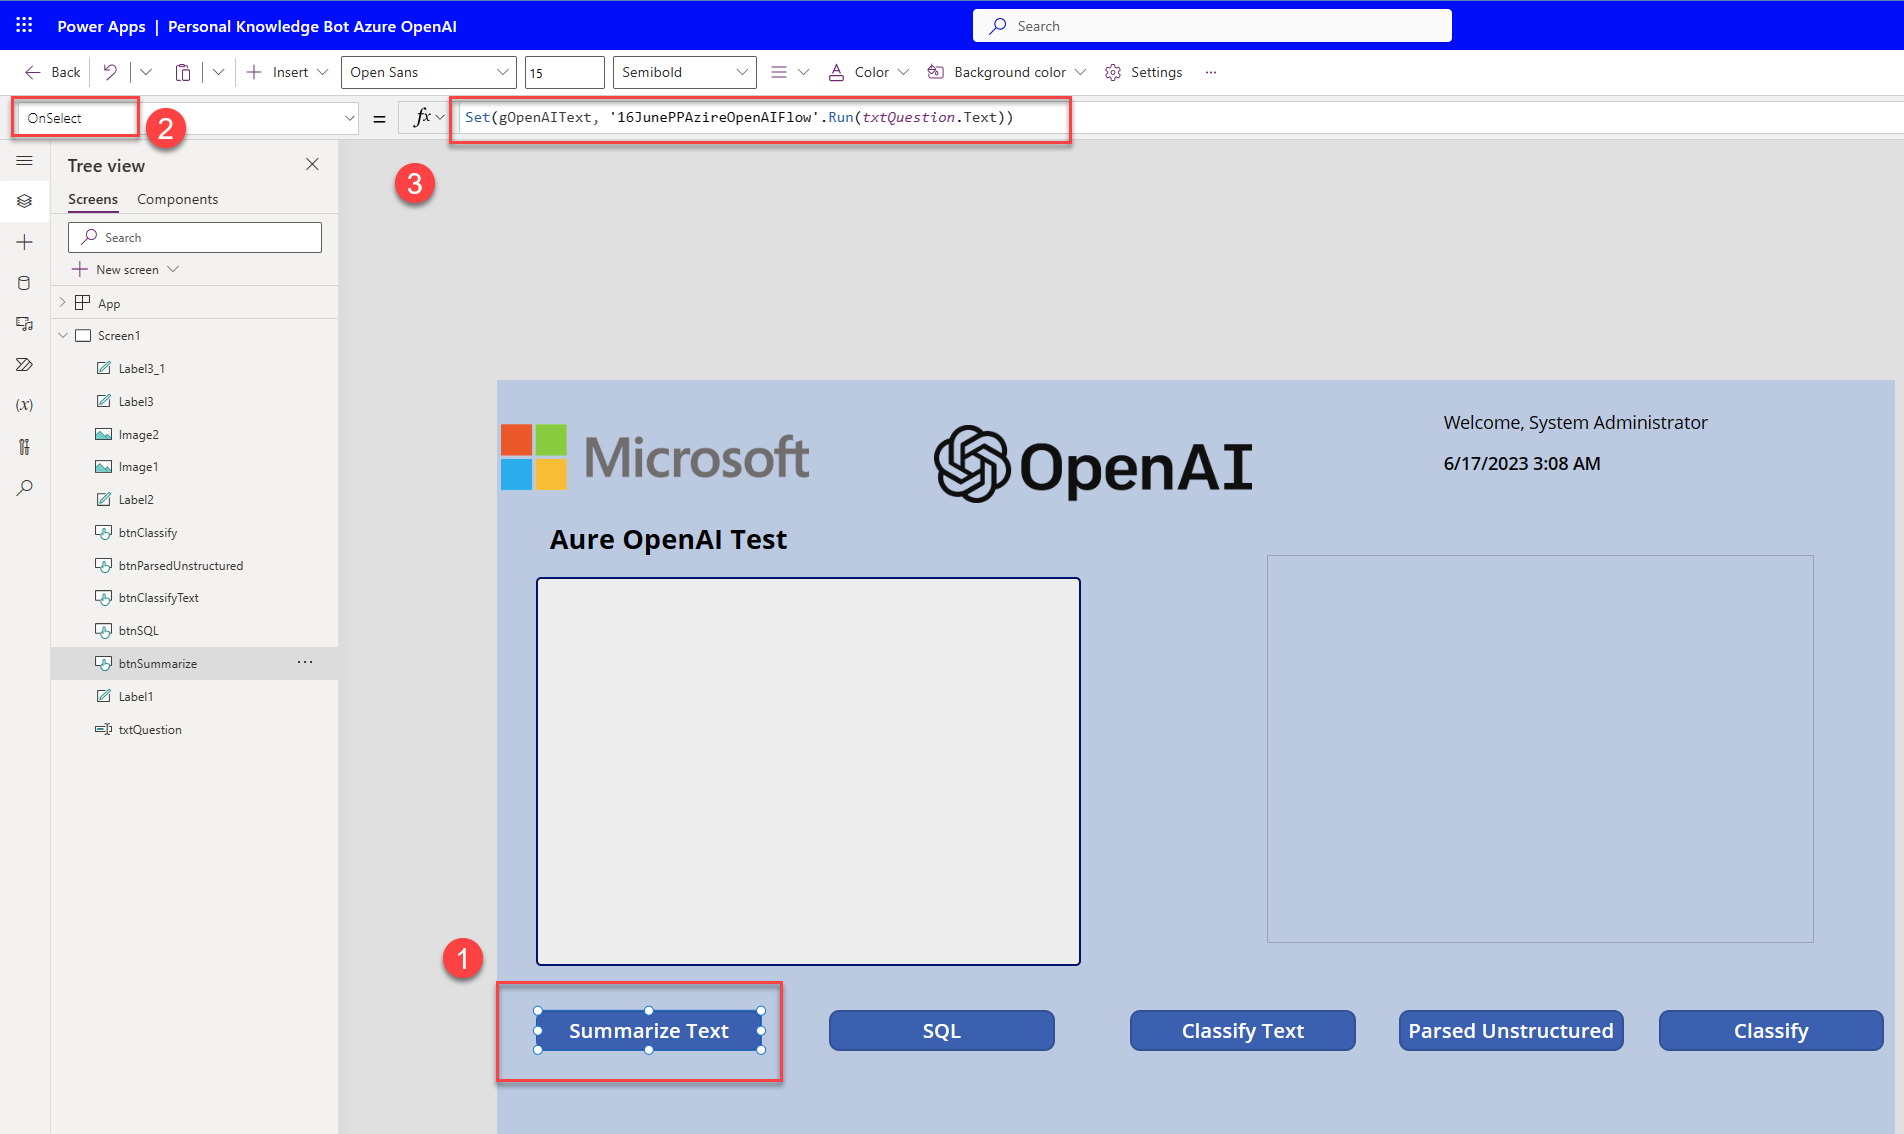 Power Apps | Personal Knowledge Bot Azure OpenAI
Search
Back
Insert
Open Sans
15
Semibold
Color
Background color
Settings
OnSelect
2
=
fx
Set(gOpenAIText, '16JunePPAzireOpenAIFlow'.Run(txtQuestion.Text))
3
Tree view
Screens
Components
Search
New screen
App
Screen1
Label3_1
Label3
Image2
Image1
Label2
btnClassify
btnParsedUnstructured
btnClassifyText
btnSQL
btnSummarize
Label1
txtQuestion
(x)
Microsoft
OpenAI
Welcome, System Administrator
6/17/2023 3:08 AM
Aure OpenAI Test
1
Summarize Text
SQL
Classify Text
Parsed Unstructured
Classify